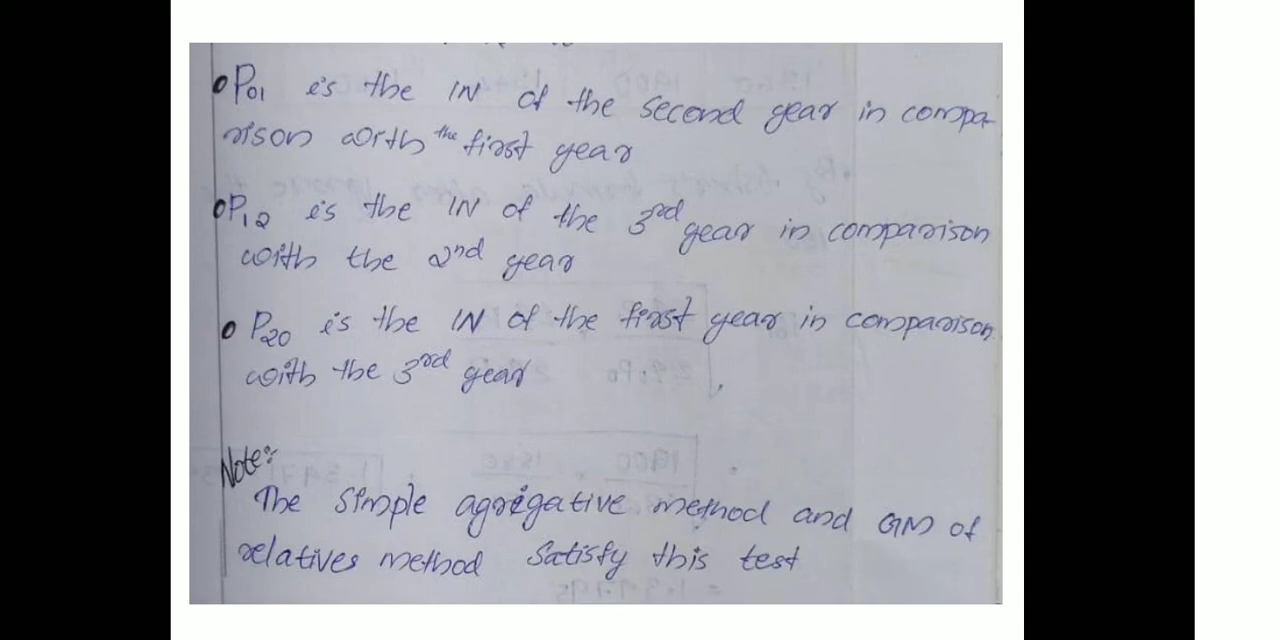 •P01 is the IN of the second year in compa-
rison with the first year
•P12 is the IN of the 3rd year in comparison
with the 2nd year
• P20 is the IN of the first year in comparison
with the 3rd year
Note:-
The simple agrigative method and GM of
relatives method satisfy this test